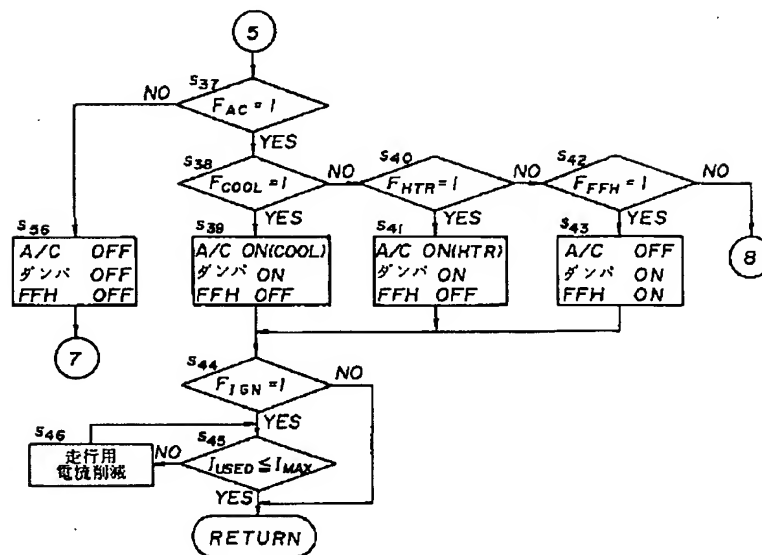 5
S37
NO
FAC=1
YES
S38
FCOOL=1
NO
S40
FHTR=1
NO
S42
FFFH=1
NO
YES
YES
YES
S56
A/C OFF
ダンパ OFF
FFH OFF
S39
A/C ON(COOL)
ダンパ ON
FFH OFF
S41
A/C ON(HTR)
ダンパ ON
FFH OFF
S43
A/C OFF
ダンパ ON
FFH ON
8
7
S44
FIGN=1
NO
YES
S46
走行用
電流削減
NO
S45
IUSED≦IMAX
YES
RETURN